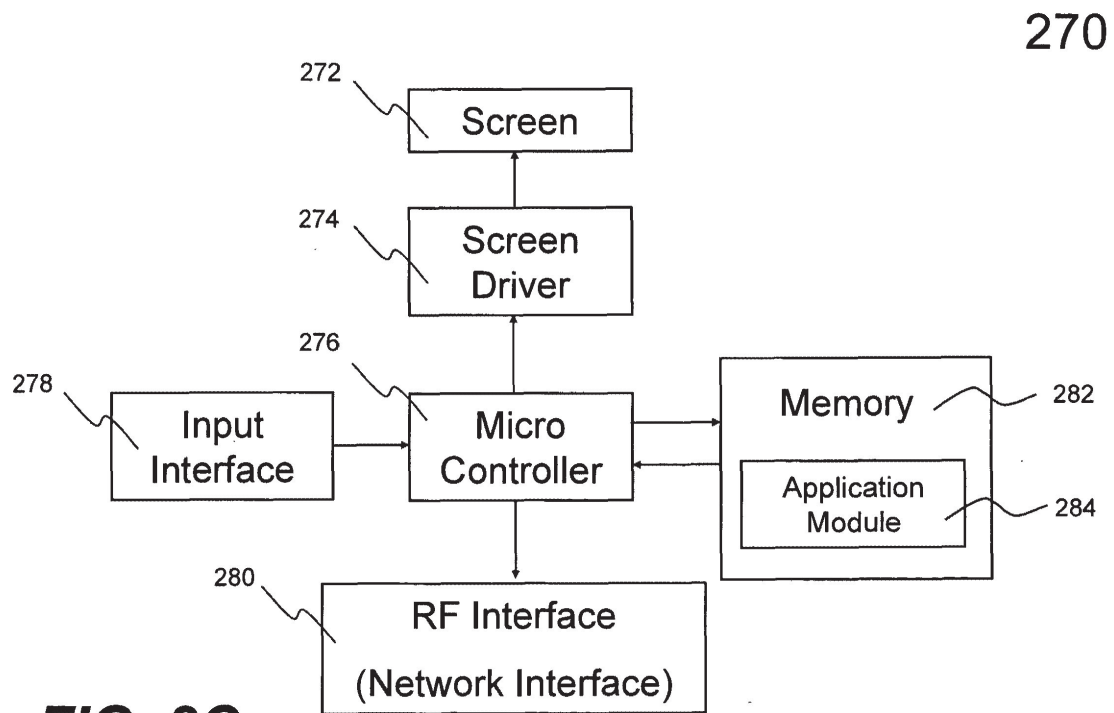 270
272
Screen
274
Screen
Driver
276
278
Input
Interface
Micro
Controller
Memory
282
Application
Module
284
280
RF Interface
(Network Interface)